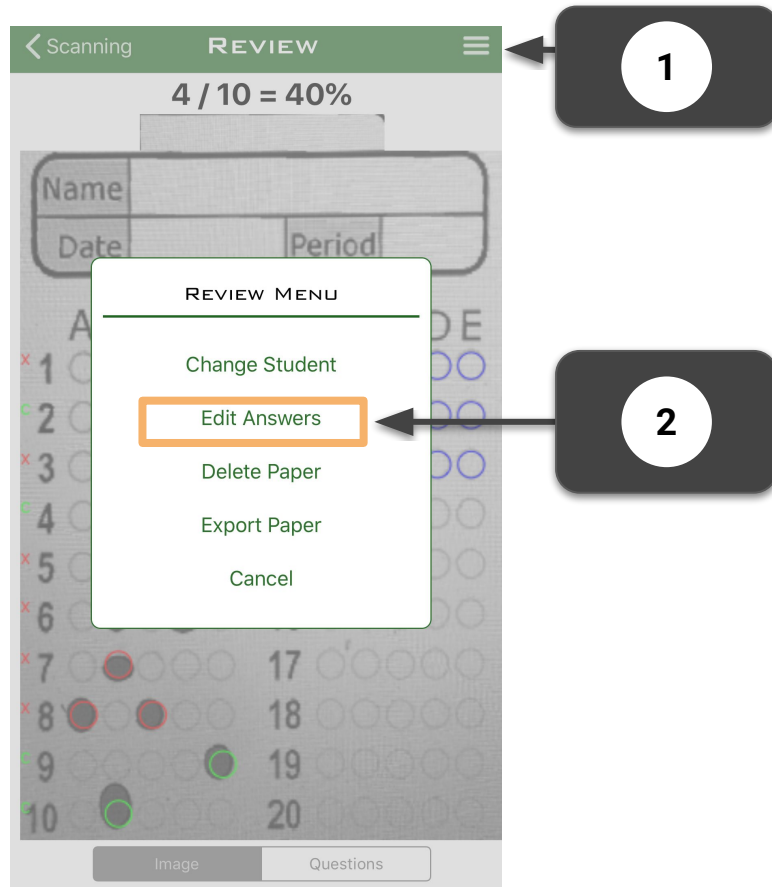 Scanning REVIEW
1
4 / 10 = 40%
Name
Date Period
REVIEW MENU
A D E
Change Student
x 1
Edit Answers
2
c 2
Delete Paper
x 3
Export Paper
c 4
Cancel
x 5
x 6
x 7 17
x 8 18
c 9 19
10 20
Image Questions